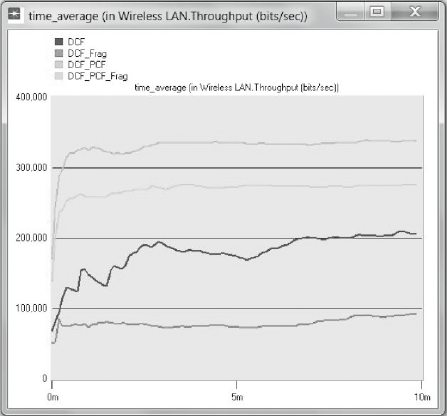 time_average (in Wireless LAN.Throughput (bits/sec))
DCF
DCF_Frag
DCF_PCF
DCF_PCF_Frag
time_average (in Wireless LAN.Throughput (bits/sec))
400,000
300,000
200,000
100,000
0
0m 5m 10m